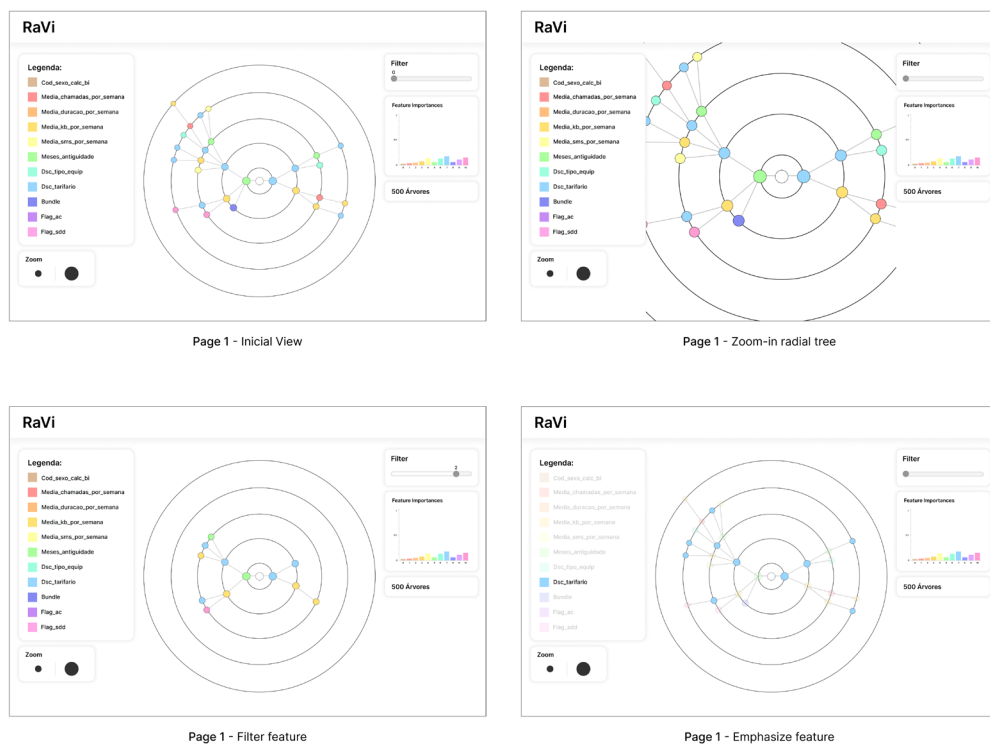 RaVi
Legenda:
Cod_sexo_calc_bi
Media_chamadas_por_semana
Media_duracao_por_semana
Media_kb_por_semana
Media_sms_por_semana
Meses_antiguidade
Dsc_tipo_equip
Dsc_tarifario
Bundle
Flag_ac
Flag_sdd
Zoom
Filter
0
Feature Importances
500 Árvores
Page 1 - Inicial View
RaVi
Legenda:
Cod_sexo_calc_bi
Media_chamadas_por_semana
Media_duracao_por_semana
Media_kb_por_semana
Media_sms_por_semana
Meses_antiguidade
Dsc_tipo_equip
Dsc_tarifario
Bundle
Flag_ac
Flag_sdd
Zoom
Filter
Feature Importances
500 Árvores
Page 1 - Zoom-in radial tree
RaVi
Legenda:
Cod_sexo_calc_bi
Media_chamadas_por_semana
Media_duracao_por_semana
Media_kb_por_semana
Media_sms_por_semana
Meses_antiguidade
Dsc_tipo_equip
Dsc_tarifario
Bundle
Flag_ac
Flag_sdd
Zoom
Filter
2
Feature Importances
500 Árvores
Page 1 - Filter feature
RaVi
Legenda:
Cod_sexo_calc_bi
Media_chamadas_por_semana
Media_duracao_por_semana
Media_kb_por_semana
Media_sms_por_semana
Meses_antiguidade
Dsc_tipo_equip
Dsc_tarifario
Bundle
Flag_ac
Flag_sdd
Zoom
Filter
Feature Importances
500 Árvores
Page 1 - Emphasize feature